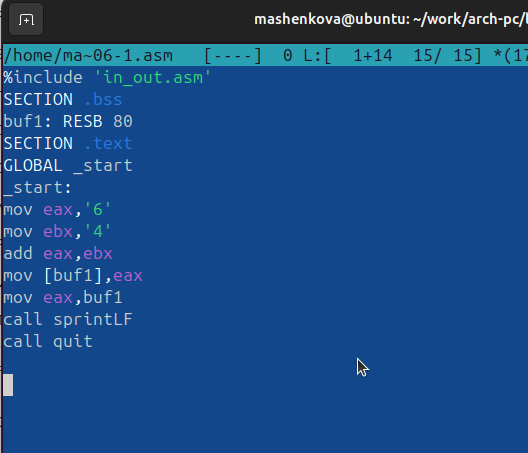 mashenkova@ubuntu: ~/work/arch-pc/
/home/ma~06-1.asm   [----]  0 L:[  1+14  15/ 15] *(17
%include 'in_out.asm'
SECTION .bss
buf1: RESB 80
SECTION .text
GLOBAL _start
_start:
mov eax,'6'
mov ebx,'4'
add eax,ebx
mov [buf1],eax
mov eax,buf1
call sprintLF
call quit